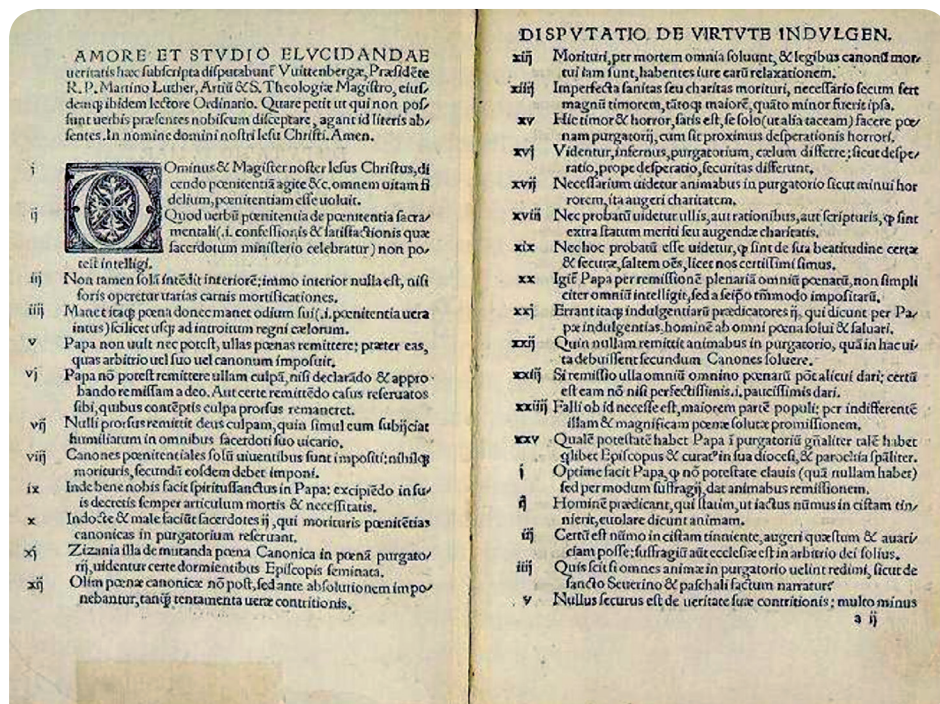 AMORE ET STVDIO ELVCIDANDAE
ueritatis hæc subscripta disputabunt Vuittenbergæ, Præsidẽte
R. P. Martino Luther, Artiũ & S. Theologiæ Magistro, eius/
demq; ibidem lectore Ordinario. Quare petit ut qui non pos/
sunt uerbis præsentes nobiscum disceptare, agant id literis ab/
sentes. In nomine domini nostri Iesu Christi. Amen.
i DOminus & Magister noster Iesus Christus, di
cendo pœnitentiã agite &c. omnem uitam fi
delium, pœnitentiam esse uoluit.
ij Quod uerbũ pœnitentia de pœnitentia sacra/
mentali (.i. confessionis & satisfactionis quæ
sacerdotum ministerio celebratur) non po/
test intelligi.
iij Non tamen solã intẽdit interiorẽ: immo interior nulla est, nisi
foris operetur uarias carnis mortificationes.
iiij Manet itaq; pœna donec manet odium sui (.i. pœnitentia uera
intus) scilicet usq; ad introitum regni cælorum.
v Papa non uult nec potest, ullas pœnas remittere; præter eas,
quas arbitrio uel suo uel canonum imposuit.
vj Papa nõ potest remittere ullam culpã, nisi declarãdo & appro
bando remissam a deo. Aut certe remittẽdo casus reseruatos
sibi, quibus contẽptis culpa prorsus remaneret.
vij Nulli prorsus remittit deus culpam, quin simul eum subijciat
humiliatum in omnibus sacerdoti suo uicario.
viij Canones pœnitentiales solũ uiuentibus sunt impositi; nihilq;
morituris, secundũ eosdem debet imponi.
ix Inde bene nobis facit spiritussanctus in Papa: excipiẽdo in su/
is decretis semper articulum mortis & necessitatis.
x Indocte & male faciũt sacerdotes ij, qui morituris pœnitẽtias
canonicas in purgatorium reseruant.
xj Zizania illa de mutanda pœna Canonica in pœnã purgato/
rij, uidentur certe dormientibus Episcopis seminata.
xij Olim pœnæ canonicæ nõ post, sed ante absolutionem impo/
nebantur, tanq̃ tentamenta ueræ contritionis.
DISPVTATIO DE VIRTVTE INDVLGEN.
xiij Morituri, per mortem omnia soluunt, & legibus canonũ mor/
tui iam sunt, habentes iure earũ relaxationem.
xiiij Imperfecta sanitas seu charitas morituri, necessario secum fert
magnũ timorem, tãtoq; maiorẽ, quãto minor fuerit ipsa.
xv Hic timor & horror, satis est, se solo (ut alia taceam) facere pœ/
nam purgatorij, cum sit proximus desperationis horrori.
xvj Videntur, infernus, purgatorium, cælum differre; sicut despe/
ratio, prope desperatio, securitas differunt.
xvij Necessarium uidetur animabus in purgatorio sicut minui hor
rorem, ita augeri charitatem.
xviij Nec probatũ uidetur ullis, aut rationibus, aut scripturis, q̃ sint
extra statum meriti seu augendæ charitatis.
xix Nec hoc probatũ esse uidetur, q̃ sint de sua beatitudine certæ
& securæ, saltem oẽs, licet nos certissimi simus.
xx Igit̃ Papa per remissionẽ plenariã omniũ pœnarũ, non simpli
citer omniũ intelligit, sed a seipso tm̃modo impositarũ.
xxj Errant itaq; indulgentiarũ prædicatores ij, qui dicunt per Pa/
pæ indulgentias, hominẽ ab omni pœna solui & saluari.
xxij Quin nullam remittit animabus in purgatorio, quã in hac ui/
ta debuissent secundum Canones soluere.
xxiij Si remissio ulla omniũ omnino pœnarũ põt alicui dari; certũ
est eam nõ nisi perfectissimis .i. paucissimis dari.
xxiiij Falli ob id necesse est, maiorem partẽ populi; per indifferentẽ
illam & magnificam pœnæ solutæ promissionem.
xxv Qualẽ potestatẽ habet Papa ĩ purgatoriũ gñaliter talẽ habet
q̃libet Episcopus & curat⁹ in sua diocesi, & parochia sp̃aliter.
i Optime facit Papa, q̃ nõ potestate clauis (quã nullam habet)
sed per modum suffragij, dat animabus remissionem.
ij Hominẽ prædicant, qui statim, ut iactus nũmus in cistam tin/
nierit, euolare dicunt animam.
iij Certũ est nũmo in cistam tinniente, augeri quæstum & auari/
ciam posse; suffragiũ aũt ecclesiæ est in arbitrio dei solius.
iiij Quis scit si omnes animæ in purgatorio uelint redimi, sicut de
sancto Seuerino & paschali factum narratur?
v Nullus securus est de ueritate suæ contritionis; multo minus
a ij